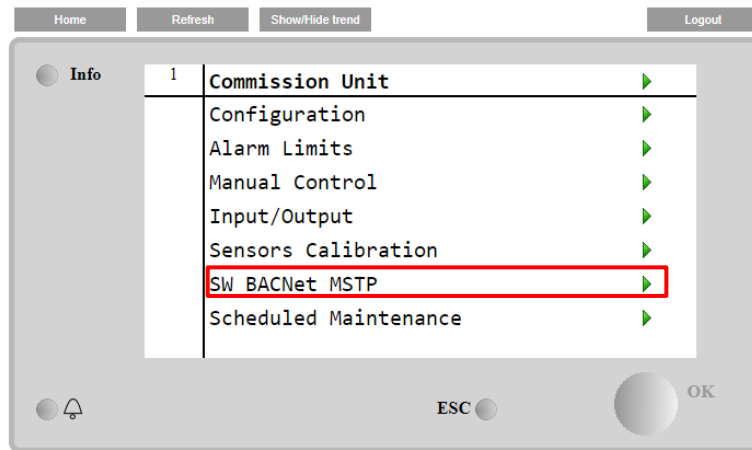 Home Refresh Show/Hide trend Logout
Info
1 Commission Unit
Configuration
Alarm Limits
Manual Control
Input/Output
Sensors Calibration
SW BACNet MSTP
Scheduled Maintenance
ESC OK